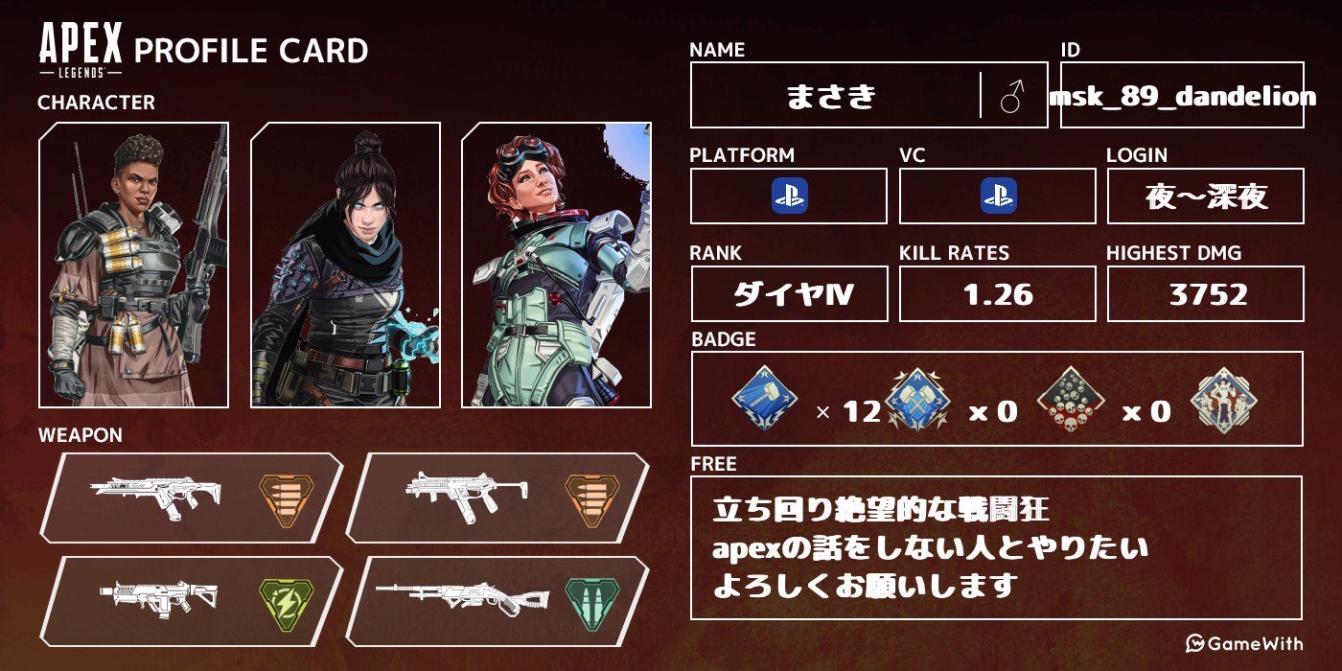 APEX
LEGENDS
PROFILE CARD
CHARACTER
WEAPON
NAME
まさき
♂
ID
msk_89_dandelion
PLATFORM
VC
LOGIN
夜〜深夜
RANK
ダイヤⅣ
KILL RATES
1.26
HIGHEST DMG
3752
BADGE
× 12
x 0
x 0
FREE
立ち回り絶望的な戦闘狂
apexの話をしない人とやりたい
よろしくお願いします
GameWith